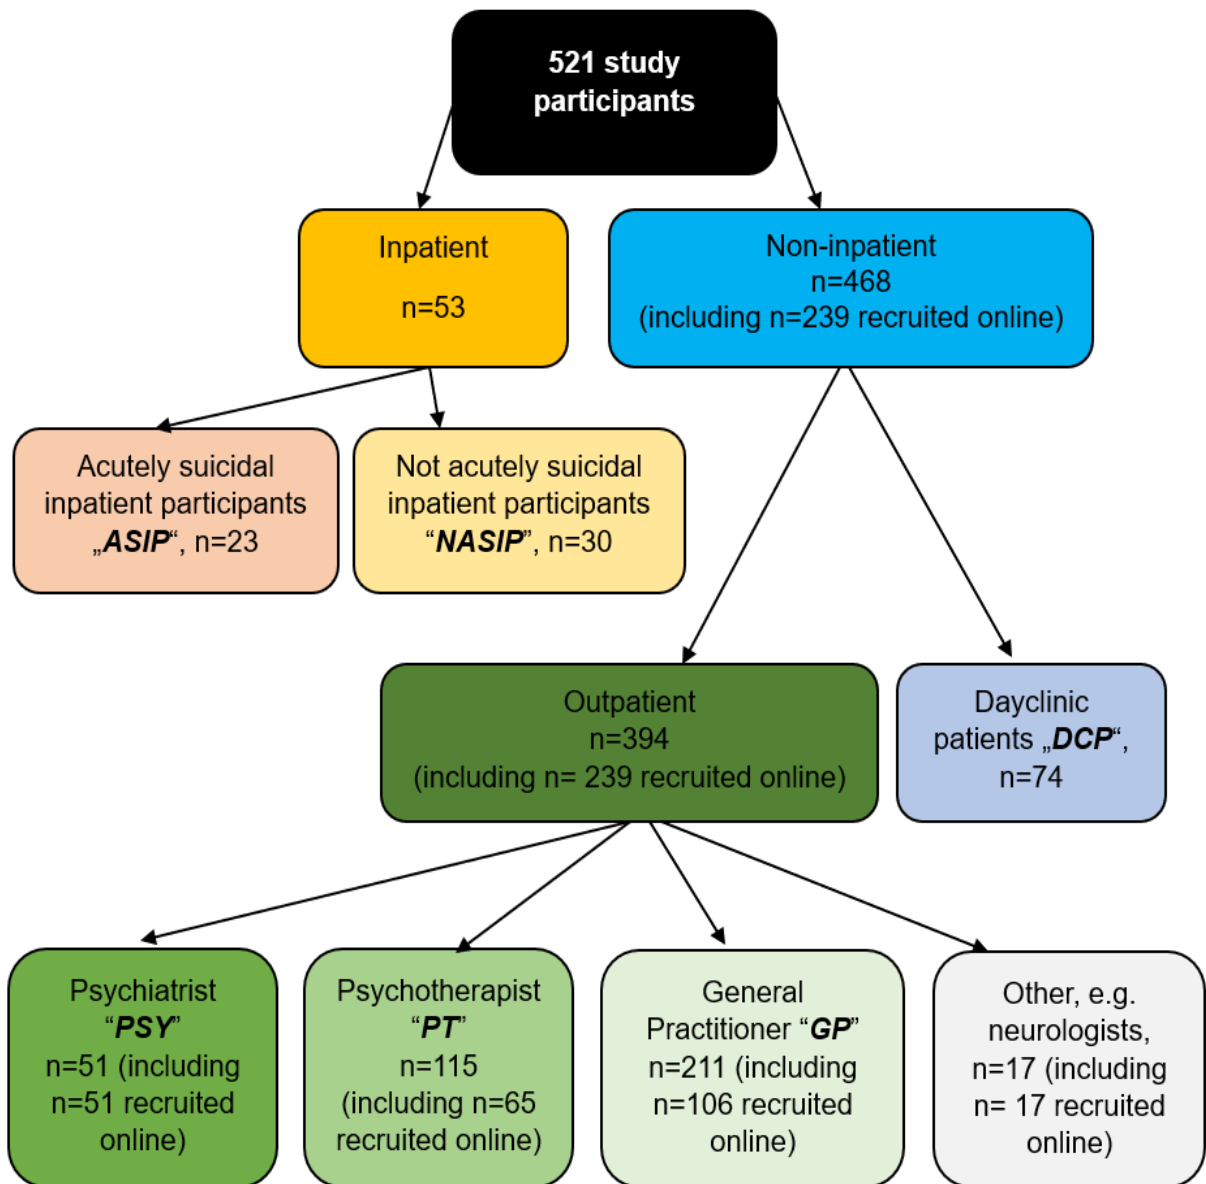 521 study
participants
Inpatient
n=53
Non-inpatient
n=468
(including n=239 recruited online)
Acutely suicidal
inpatient participants
„ASIP“, n=23
Not acutely suicidal
inpatient participants
“NASIP”, n=30
Outpatient
n=394
(including n= 239 recruited online)
Dayclinic
patients „DCP“,
n=74
Psychiatrist
“PSY”
n=51 (including
n=51 recruited
online)
Psychotherapist
“PT”
n=115
(including n=65
recruited online)
General
Practitioner “GP”
n=211 (including
n=106 recruited
online)
Other, e.g.
neurologists,
n=17 (including
n= 17 recruited
online)